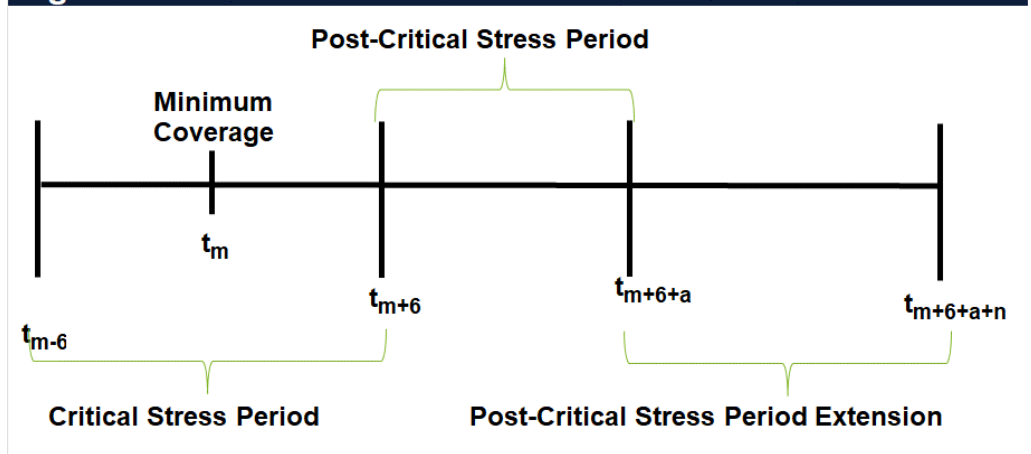 Post-Critical Stress Period
Minimum
Coverage
tm
tm+6
tm+6+a
tm+6+a+n
tm-6
Critical Stress Period
Post-Critical Stress Period Extension